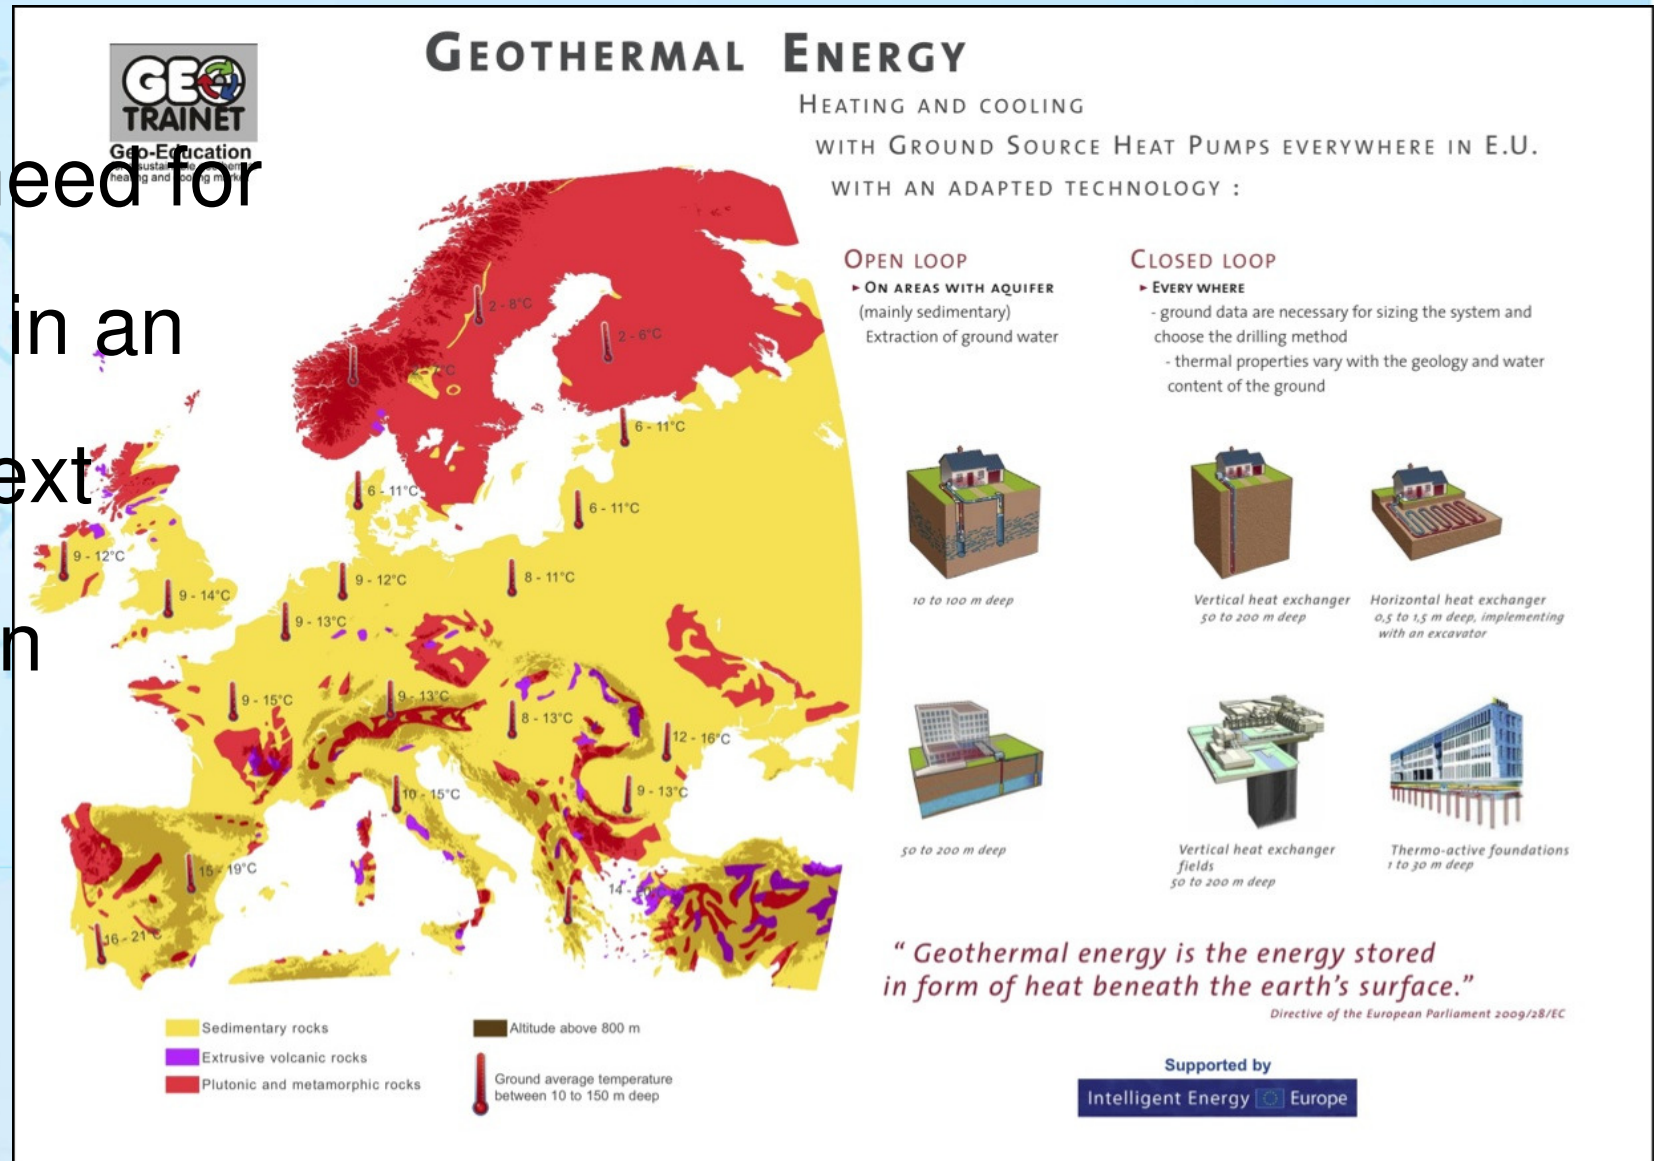 GEOTHERMAL ENERGY
HEATING AND COOLING
WITH GROUND SOURCE HEAT PUMPS EVERYWHERE IN E.U.
WITH AN ADAPTED TECHNOLOGY :
GEO
TRAINET
Geo-Education
heating and
eed for
in an
ext
n
OPEN LOOP
► ON AREAS WITH AQUIFER
(mainly sedimentary)
Extraction of ground water
CLOSED LOOP
► EVERY WHERE
- ground data are necessary for sizing the system and
choose the drilling method
- thermal properties vary with the geology and water
content of the ground
2 - 8°C
2 - 6°C
6 - 11°C
6 - 11°C
6 - 11°C
9 - 12°C
9 - 14°C
9 - 12°C
8 - 11°C
9 - 13°C
9 - 15°C
9 - 13°C
8 - 13°C
12 - 16°C
10 - 15°C
9 - 13°C
15 - 19°C
14 -
16 - 21°C
10 to 100 m deep
Vertical heat exchanger
50 to 200 m deep
Horizontal heat exchanger
0,5 to 1,5 m deep, implementing
with an excavator
50 to 200 m deep
Vertical heat exchanger
fields
50 to 200 m deep
Thermo-active foundations
1 to 30 m deep
“ Geothermal energy is the energy stored
in form of heat beneath the earth’s surface.”
Directive of the European Parliament 2009/28/EC
Sedimentary rocks
Extrusive volcanic rocks
Plutonic and metamorphic rocks
Altitude above 800 m
Ground average temperature
between 10 to 150 m deep
Supported by
Intelligent Energy Europe